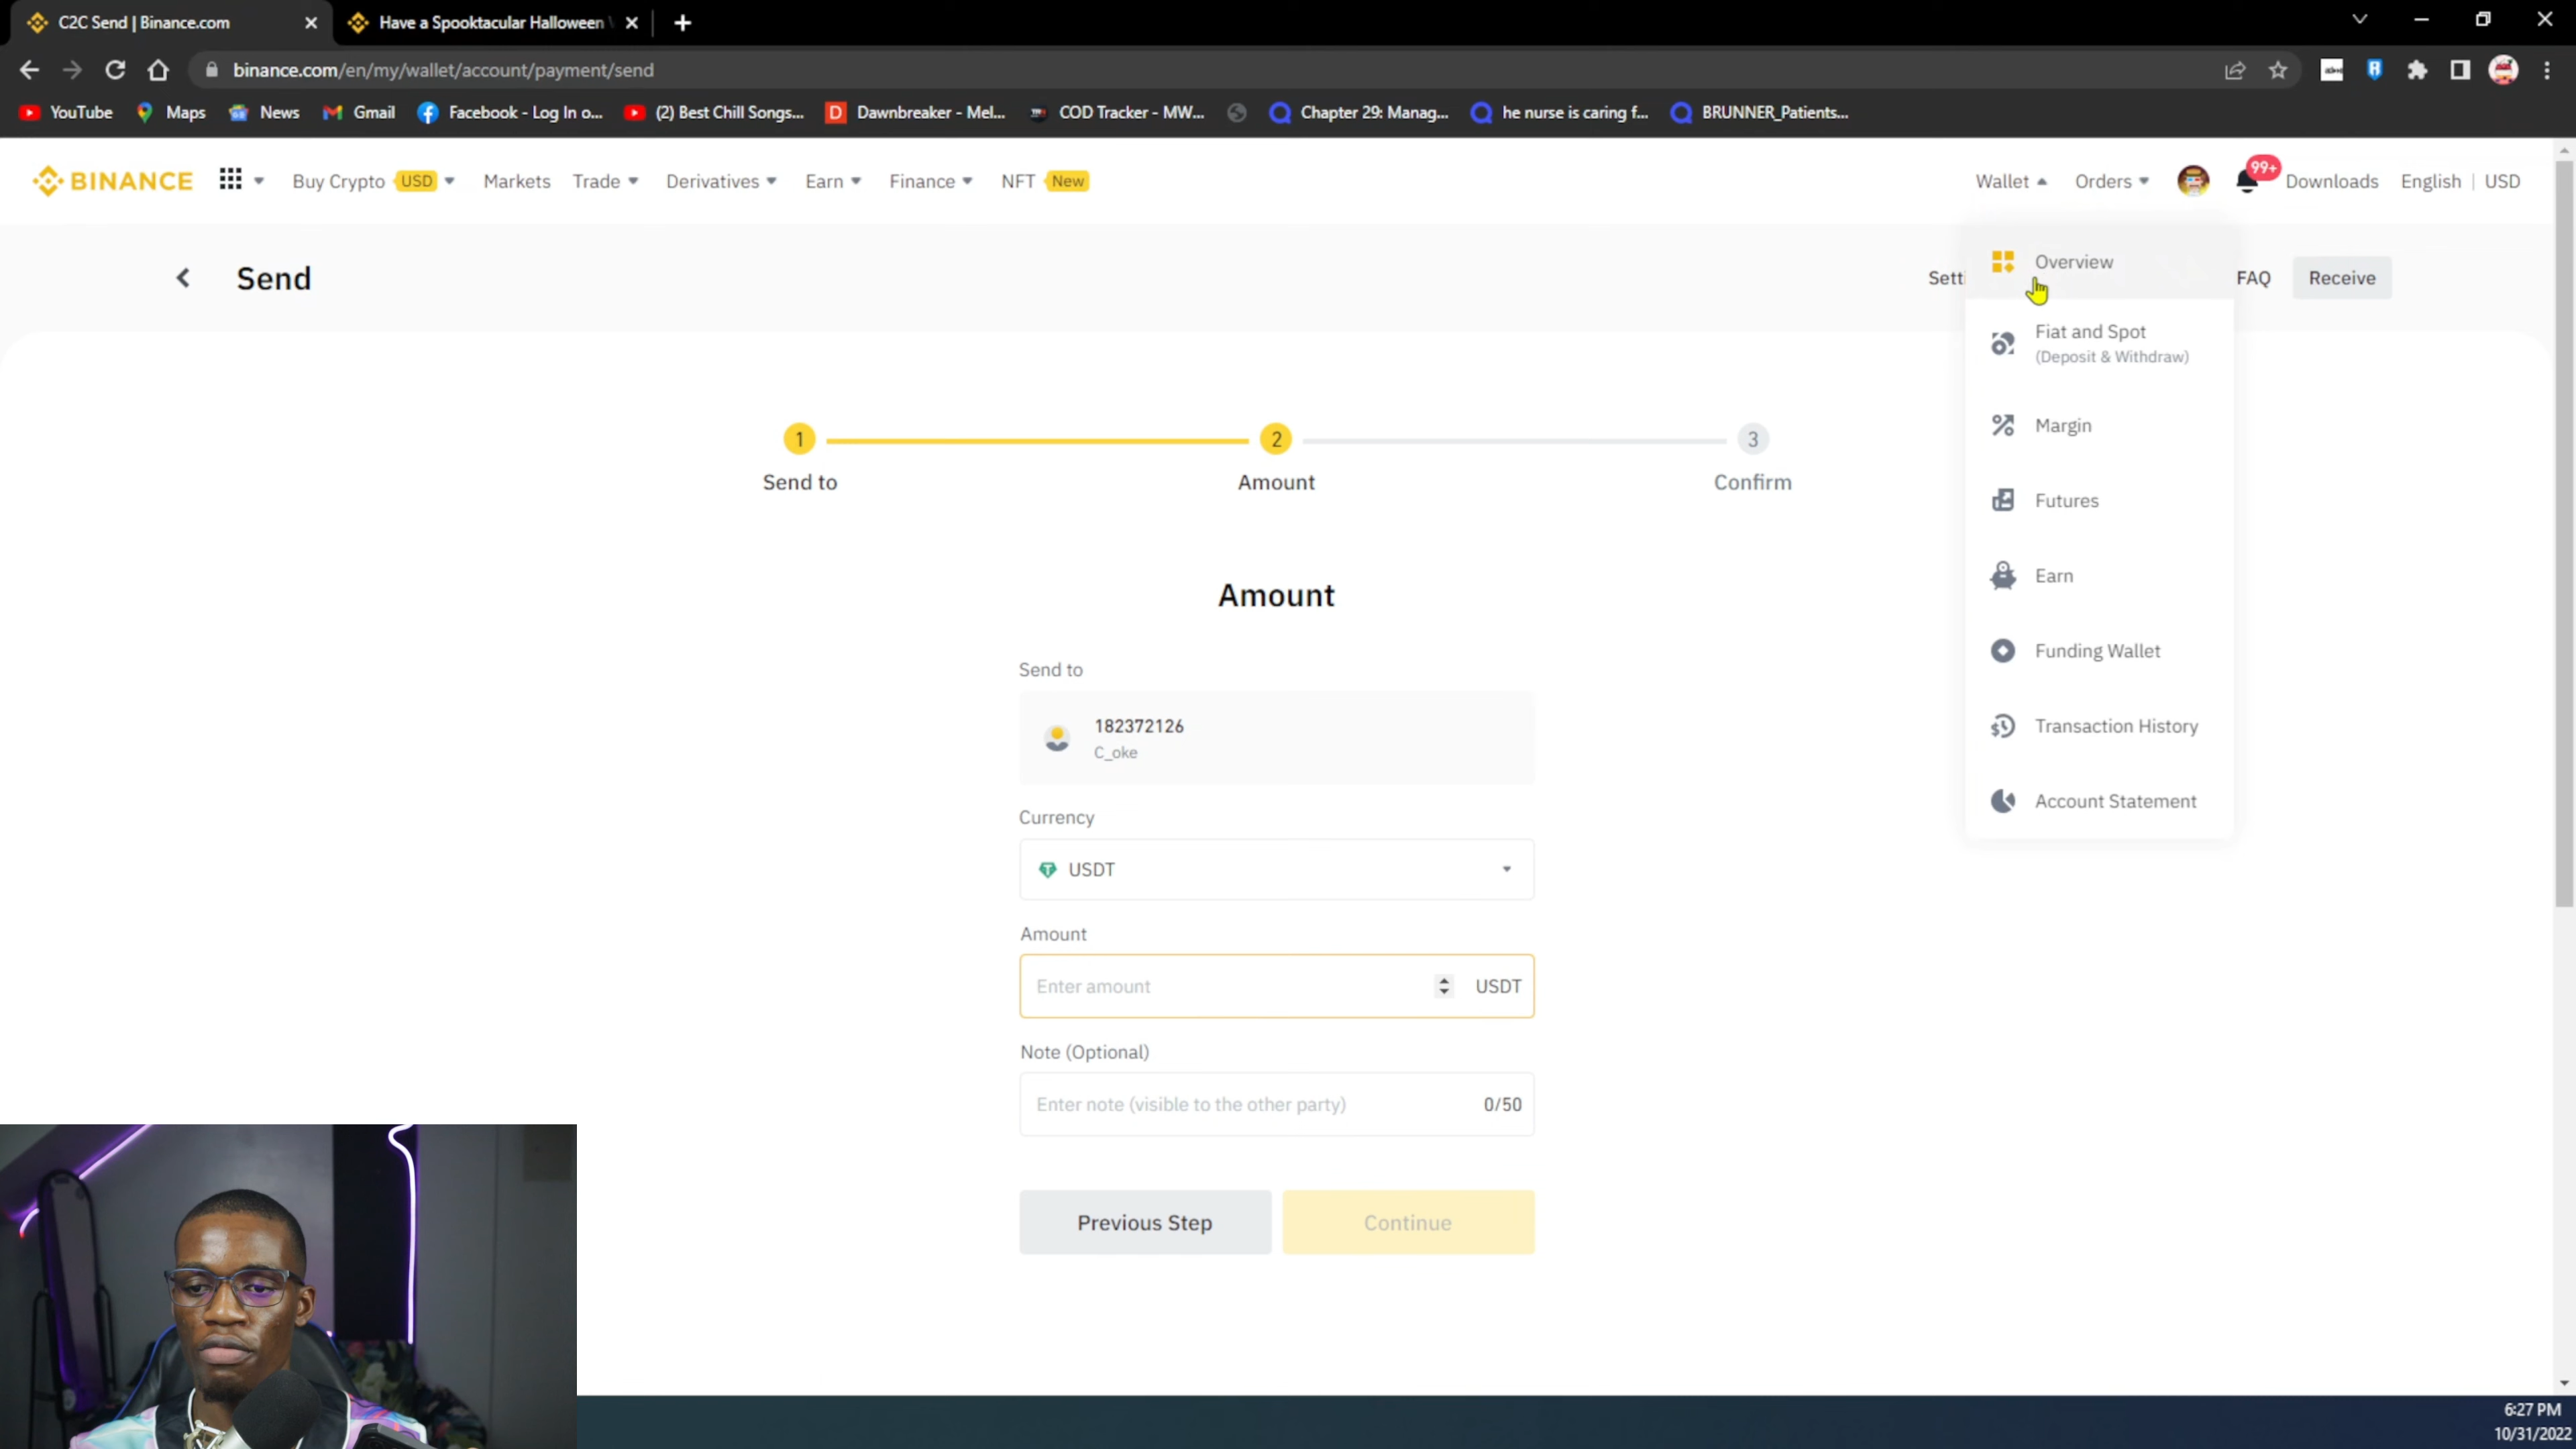 C2C Send | Binance.com
Have a Spooktacular Halloween
binance.com/en/my/wallet/account/payment/send
YouTube
Maps
News
Gmail
Facebook - Log In o...
(2) Best Chill Songs...
Dawnbreaker - Mel...
COD Tracker - MW...
Chapter 29: Manag...
he nurse is caring f...
BRUNNER_Patients...
BINANCE
Buy Crypto USD
Markets
Trade
Derivatives
Earn
Finance
NFT New
Wallet
Orders
99+
Downloads
English | USD
Send
Setti
FAQ
Receive
Overview
Fiat and Spot
(Deposit & Withdraw)
Margin
Futures
Earn
Funding Wallet
Transaction History
Account Statement
1
2
3
Send to
Amount
Confirm
Amount
Send to
182372126
C_oke
Currency
USDT
Amount
Enter amount
USDT
Note (Optional)
Enter note (visible to the other party)
0/50
Previous Step
Continue
6:27 PM
10/31/2022